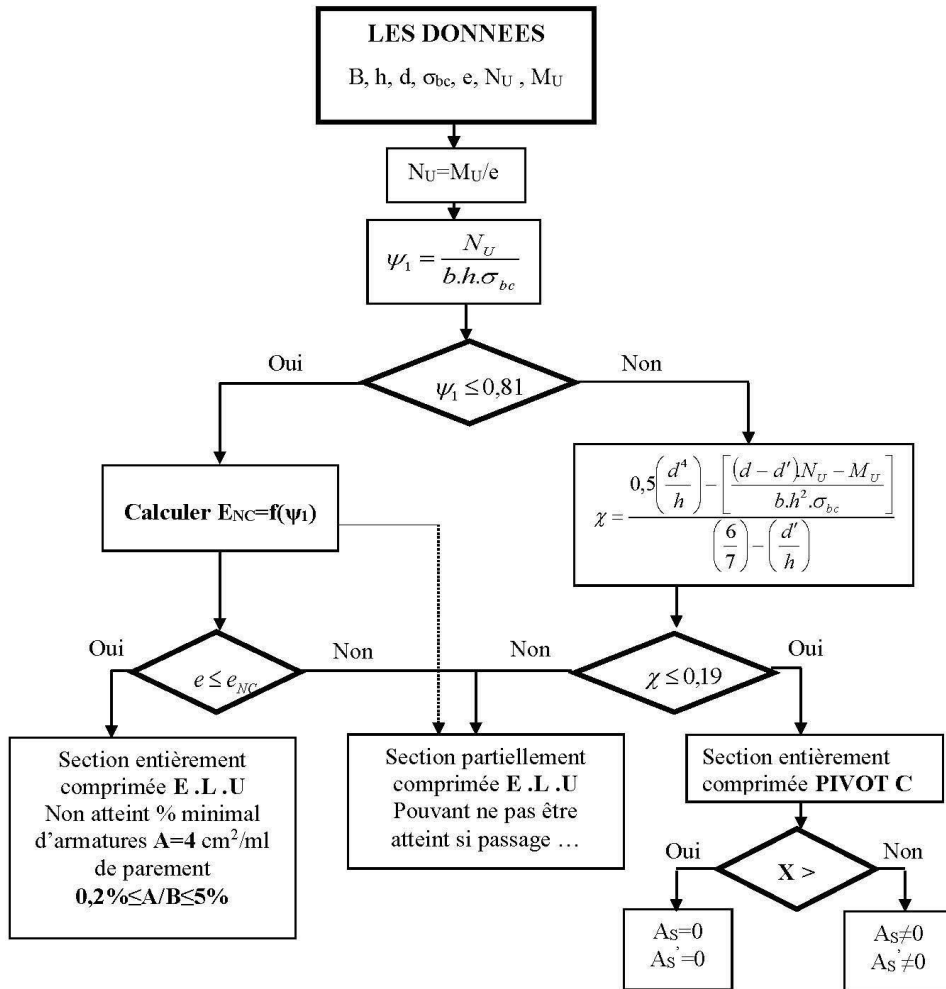 LES DONNEES
B, h, d, σbc, e, NU , MU
NU=MU/e
ψ1 = NU / b.h.σbc
Oui
Non
ψ1 ≤ 0,81
Calculer ENC=f(ψ1)
χ = (0,5(d4/h) − [((d − d′).NU − MU) / b.h2.σbc]) / ((6/7) − (d′/h))
Oui
Non
Non
Oui
e ≤ eNC
χ ≤ 0,19
Section entièrement
comprimée E .L .U
Non atteint % minimal
d’armatures A=4 cm2/ml
de parement
0,2%≤A/B≤5%
Section partiellement
comprimée E .L .U
Pouvant ne pas être
atteint si passage …
Section entièrement
comprimée PIVOT C
Oui
Non
X >
AS=0
AS’=0
AS≠0
AS’≠0